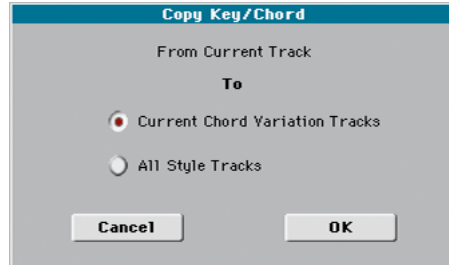 Copy Key/Chord
From Current Track
To
Current Chord Variation Tracks
All Style Tracks
Cancel OK